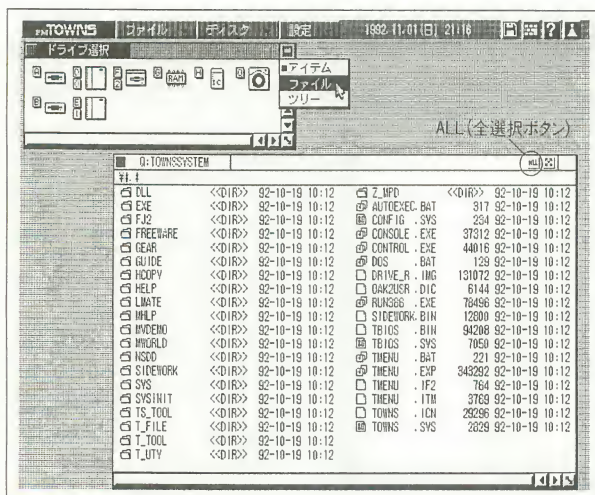 FMTOWNS ファイル ディスク 設定 1992-11-01(日) 21:16
ドライブ選択
アイテム
ファイル
ツリー
ALL(全選択ボタン)
Q:TOWNSSYSTEM ALL
¥*.*
DLL <<DIR>> 92-10-19 10:12
EXE <<DIR>> 92-10-19 10:12
FJ2 <<DIR>> 92-10-19 10:12
FREEWARE <<DIR>> 92-10-19 10:12
GEAR <<DIR>> 92-10-19 10:12
GUIDE <<DIR>> 92-10-19 10:12
HCOPY <<DIR>> 92-10-19 10:12
HELP <<DIR>> 92-10-19 10:12
LMATE <<DIR>> 92-10-19 10:12
MHLP <<DIR>> 92-10-19 10:12
MVDEMO <<DIR>> 92-10-19 10:12
MWORLD <<DIR>> 92-10-19 10:12
NSDD <<DIR>> 92-10-19 10:12
SIDEWORK <<DIR>> 92-10-19 10:12
SYS <<DIR>> 92-10-19 10:12
SYSINIT <<DIR>> 92-10-19 10:12
TS_TOOL <<DIR>> 92-10-19 10:12
T_FILE <<DIR>> 92-10-19 10:12
T_TOOL <<DIR>> 92-10-19 10:12
T_UTY <<DIR>> 92-10-19 10:12
Z_MPD <<DIR>> 92-10-19 10:12
AUTOEXEC.BAT 317 92-10-19 10:12
CONFIG .SYS 234 92-10-19 10:12
CONSOLE .EXE 37312 92-10-19 10:12
CONTROL .EXE 44016 92-10-19 10:12
DOS .BAT 129 92-10-19 10:12
DRIVE_R .IMG 131072 92-10-19 10:12
OAK2USR .DIC 6144 92-10-19 10:12
RUN386 .EXE 78496 92-10-19 10:12
SIDEWORK.BIN 12800 92-10-19 10:12
TBIOS .BIN 94208 92-10-19 10:12
TBIOS .SYS 7050 92-10-19 10:12
TMENU .BAT 221 92-10-19 10:12
TMENU .EXP 343292 92-10-19 10:12
TMENU .IF2 764 92-10-19 10:12
TMENU .ITM 3769 92-10-19 10:12
TOWNS .ICN 29296 92-10-19 10:12
TOWNS .SYS 2829 92-10-19 10:12